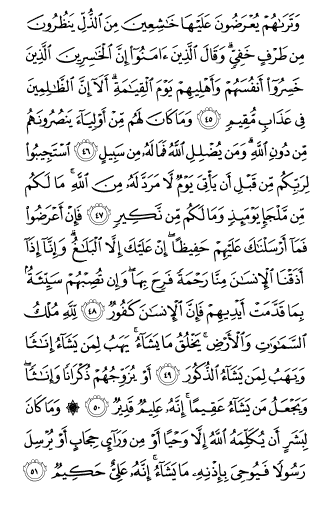 وَتَرَىٰهُمْ يُعْرَضُونَ عَلَيْهَا خَٰشِعِينَ مِنَ ٱلذُّلِّ يَنظُرُونَ
مِن طَرْفٍ خَفِىٍّ ۗ وَقَالَ ٱلَّذِينَ ءَامَنُوٓا۟ إِنَّ ٱلْخَٰسِرِينَ ٱلَّذِينَ
خَسِرُوٓا۟ أَنفُسَهُمْ وَأَهْلِيهِمْ يَوْمَ ٱلْقِيَٰمَةِ ۗ أَلَآ إِنَّ ٱلظَّٰلِمِينَ
فِى عَذَابٍ مُّقِيمٍ ﴿٤٥﴾ وَمَا كَانَ لَهُم مِّنْ أَوْلِيَآءَ يَنصُرُونَهُم
مِّن دُونِ ٱللَّهِ ۗ وَمَن يُضْلِلِ ٱللَّهُ فَمَا لَهُۥ مِن سَبِيلٍ ﴿٤٦﴾ ٱسْتَجِيبُوا۟
لِرَبِّكُم مِّن قَبْلِ أَن يَأْتِىَ يَوْمٌ لَّا مَرَدَّ لَهُۥ مِنَ ٱللَّهِ ۚ مَا لَكُم
مِّن مَّلْجَإٍ يَوْمَئِذٍ وَمَا لَكُم مِّن نَّكِيرٍ ﴿٤٧﴾ فَإِنْ أَعْرَضُوا۟
فَمَآ أَرْسَلْنَٰكَ عَلَيْهِمْ حَفِيظًا ۖ إِنْ عَلَيْكَ إِلَّا ٱلْبَلَٰغُ ۗ وَإِنَّآ إِذَآ
أَذَقْنَا ٱلْإِنسَٰنَ مِنَّا رَحْمَةً فَرِحَ بِهَا ۖ وَإِن تُصِبْهُمْ سَيِّئَةٌۢ
بِمَا قَدَّمَتْ أَيْدِيهِمْ فَإِنَّ ٱلْإِنسَٰنَ كَفُورٌ ﴿٤٨﴾ لِّلَّهِ مُلْكُ
ٱلسَّمَٰوَٰتِ وَٱلْأَرْضِ ۚ يَخْلُقُ مَا يَشَآءُ ۚ يَهَبُ لِمَن يَشَآءُ إِنَٰثًا
وَيَهَبُ لِمَن يَشَآءُ ٱلذُّكُورَ ﴿٤٩﴾ أَوْ يُزَوِّجُهُمْ ذُكْرَانًا وَإِنَٰثًا ۖ
وَيَجْعَلُ مَن يَشَآءُ عَقِيمًا ۚ إِنَّهُۥ عَلِيمٌ قَدِيرٌ ﴿٥٠﴾ ۞ وَمَا كَانَ
لِبَشَرٍ أَن يُكَلِّمَهُ ٱللَّهُ إِلَّا وَحْيًا أَوْ مِن وَرَآئِ حِجَابٍ أَوْ يُرْسِلَ
رَسُولًا فَيُوحِىَ بِإِذْنِهِۦ مَا يَشَآءُ ۚ إِنَّهُۥ عَلِىٌّ حَكِيمٌ ﴿٥١﴾